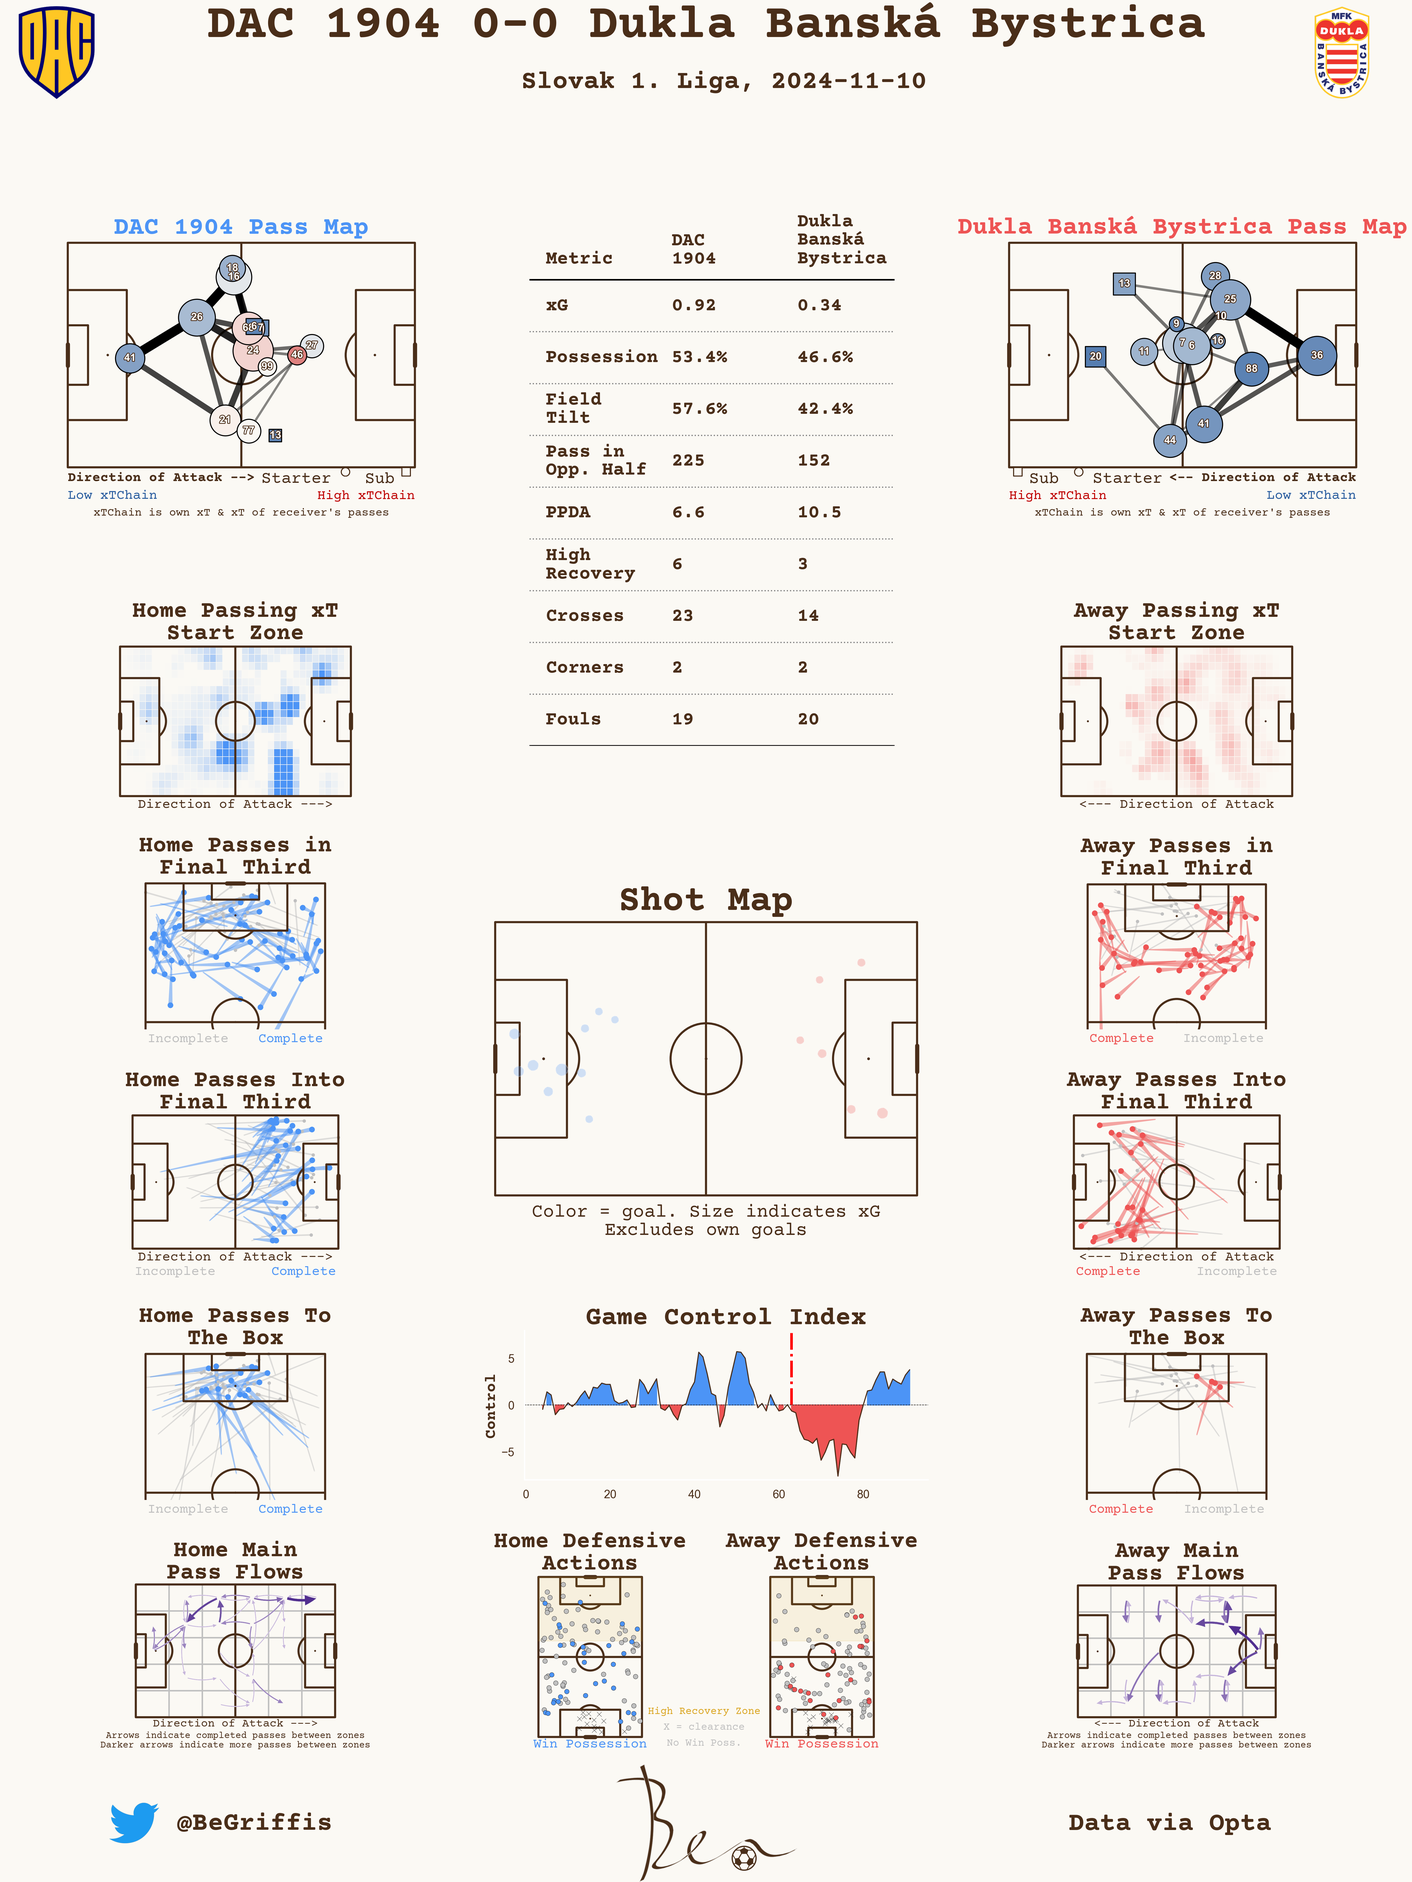 DAC 1904 0-0 Dukla Banská Bystrica
Slovak 1. Liga, 2024-11-10
DAC
MFK
DUKLA
BANSKÁ BYSTRICA
DAC 1904 Pass Map
18
16
26
6
7
27
24
46
41
99
21
77
13
Direction of Attack --> Starter Sub
Low xTChain High xTChain
xTChain is own xT & xT of receiver's passes
Metric DAC 1904 Dukla Banská Bystrica
xG 0.92 0.34
Possession 53.4% 46.6%
Field Tilt 57.6% 42.4%
Pass in Opp. Half 225 152
PPDA 6.6 10.5
High Recovery 6 3
Crosses 23 14
Corners 2 2
Fouls 19 20
Dukla Banská Bystrica Pass Map
13
28
25
10
9
16
7
6
11
20
36
88
41
44
Sub Starter <-- Direction of Attack
High xTChain Low xTChain
xTChain is own xT & xT of receiver's passes
Home Passing xT
Start Zone
Direction of Attack --->
Away Passing xT
Start Zone
<--- Direction of Attack
Home Passes in
Final Third
Incomplete Complete
Away Passes in
Final Third
Complete Incomplete
Shot Map
Color = goal. Size indicates xG
Excludes own goals
Home Passes Into
Final Third
Direction of Attack --->
Incomplete Complete
Away Passes Into
Final Third
<--- Direction of Attack
Complete Incomplete
Home Passes To
The Box
Incomplete Complete
Game Control Index
Control
5
0
−5
0 20 40 60 80
Away Passes To
The Box
Complete Incomplete
Home Main
Pass Flows
Direction of Attack --->
Arrows indicate completed passes between zones
Darker arrows indicate more passes between zones
Home Defensive
Actions
Win Possession
High Recovery Zone
X = clearance
No Win Poss.
Away Defensive
Actions
Win Possession
Away Main
Pass Flows
<--- Direction of Attack
Arrows indicate completed passes between zones
Darker arrows indicate more passes between zones
@BeGriffis
Ben
Data via Opta